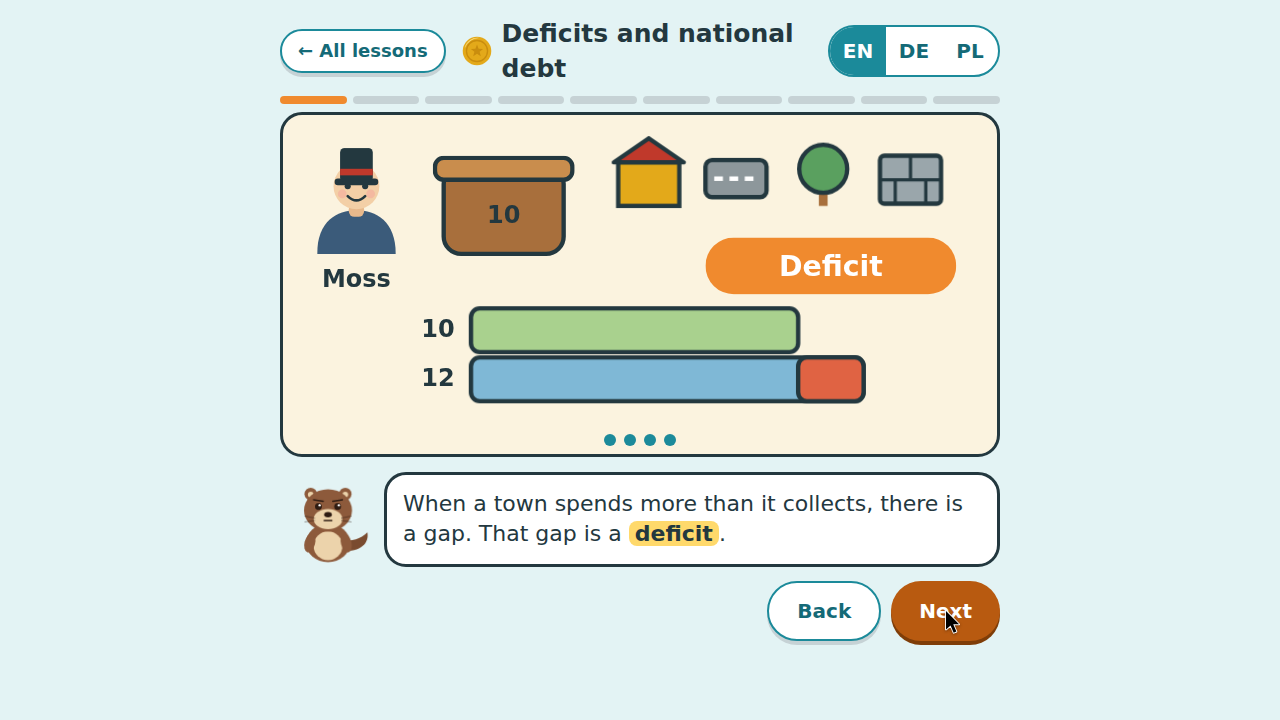 ← All lessons
Deficits and national
debt
EN DE PL
10
Moss
Deficit
10
12
When a town spends more than it collects, there is
a gap. That gap is a deficit.
Back
Next